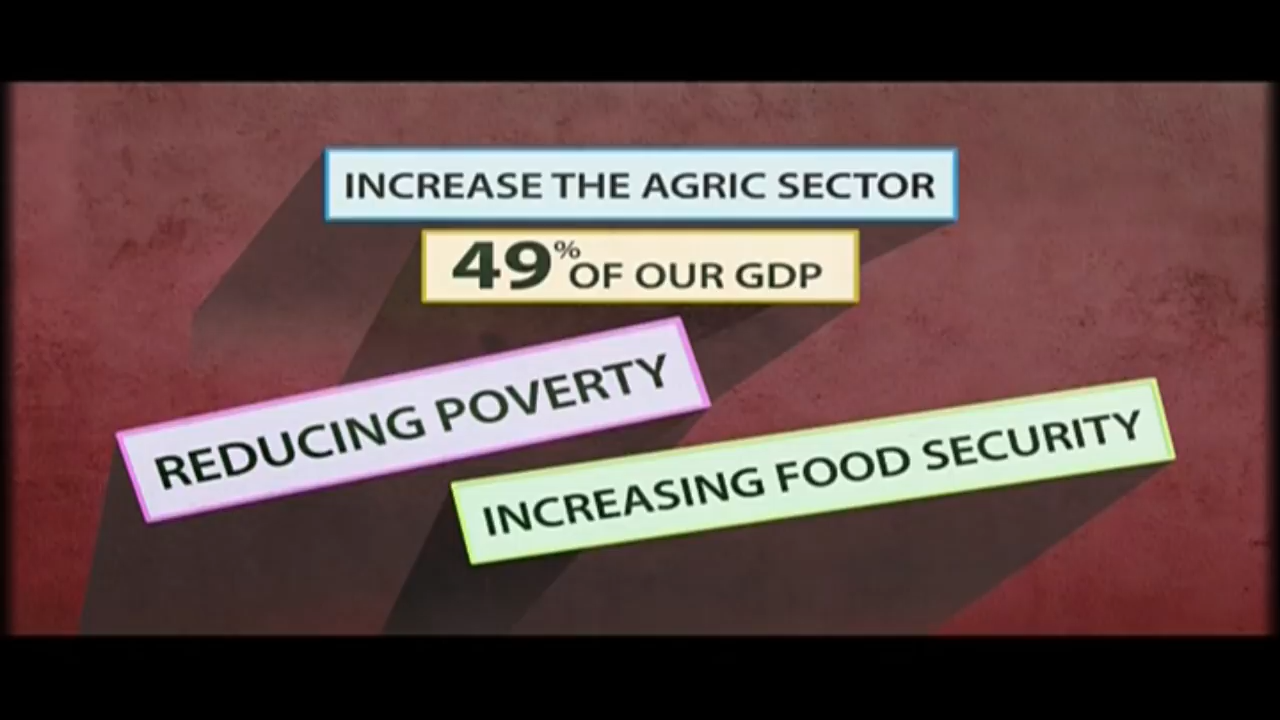 INCREASE THE AGRIC SECTOR
49% OF OUR GDP
REDUCING POVERTY
INCREASING FOOD SECURITY